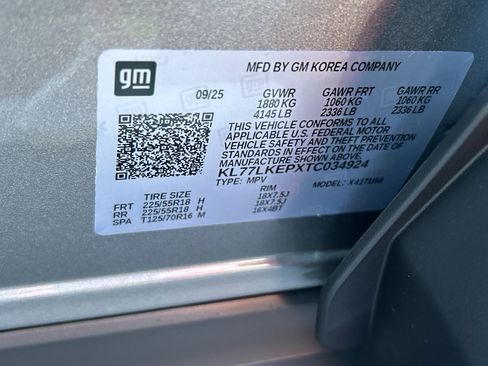 gm
MFD BY GM KOREA COMPANY
09/25 GVWR GAWR FRT GAWR RR
1880 KG 1060 KG 1060 KG
4145 LB 2336 LB 2336 LB
THIS VEHICLE CONFORMS TO ALL
APPLICABLE U.S. FEDERAL MOTOR
VEHICLE SAFETY AND THEFT PREVENTION
STANDARDS IN EFFECT ON THE DATE OF
MANUFACTURE SHOWN ABOVE.
KL77LKEPXTC034924
TYPE: MPV MODEL:
TIRE SIZE RIM
FRT 225/55R18 H 18X7.5J
RR 225/55R18 H 18X7.5J
SPA T125/70R16 M 16X4BT